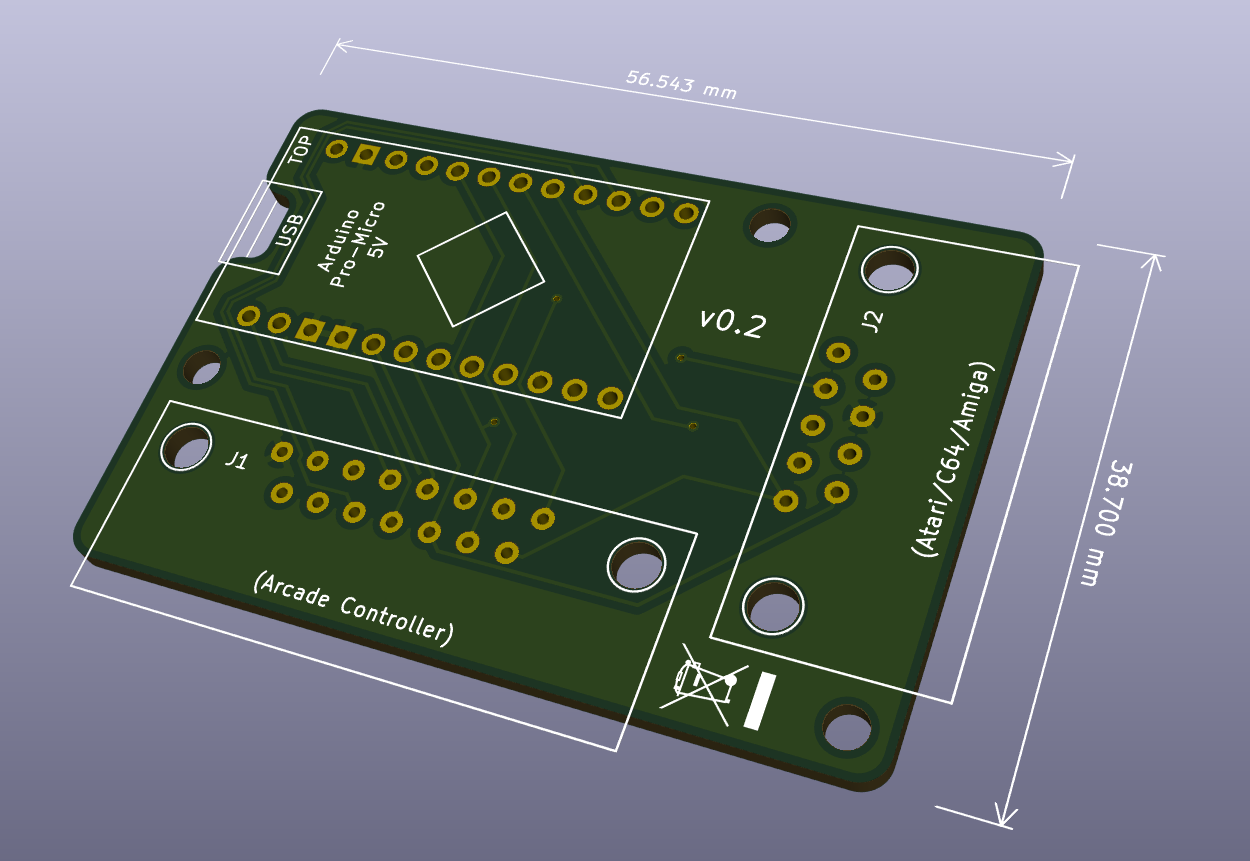 56.543 mm
TOP
USB
Arduino
Pro-Micro
5V
v0.2
J2
(Atari/C64/Amiga)
38.700 mm
J1
(Arcade Controller)